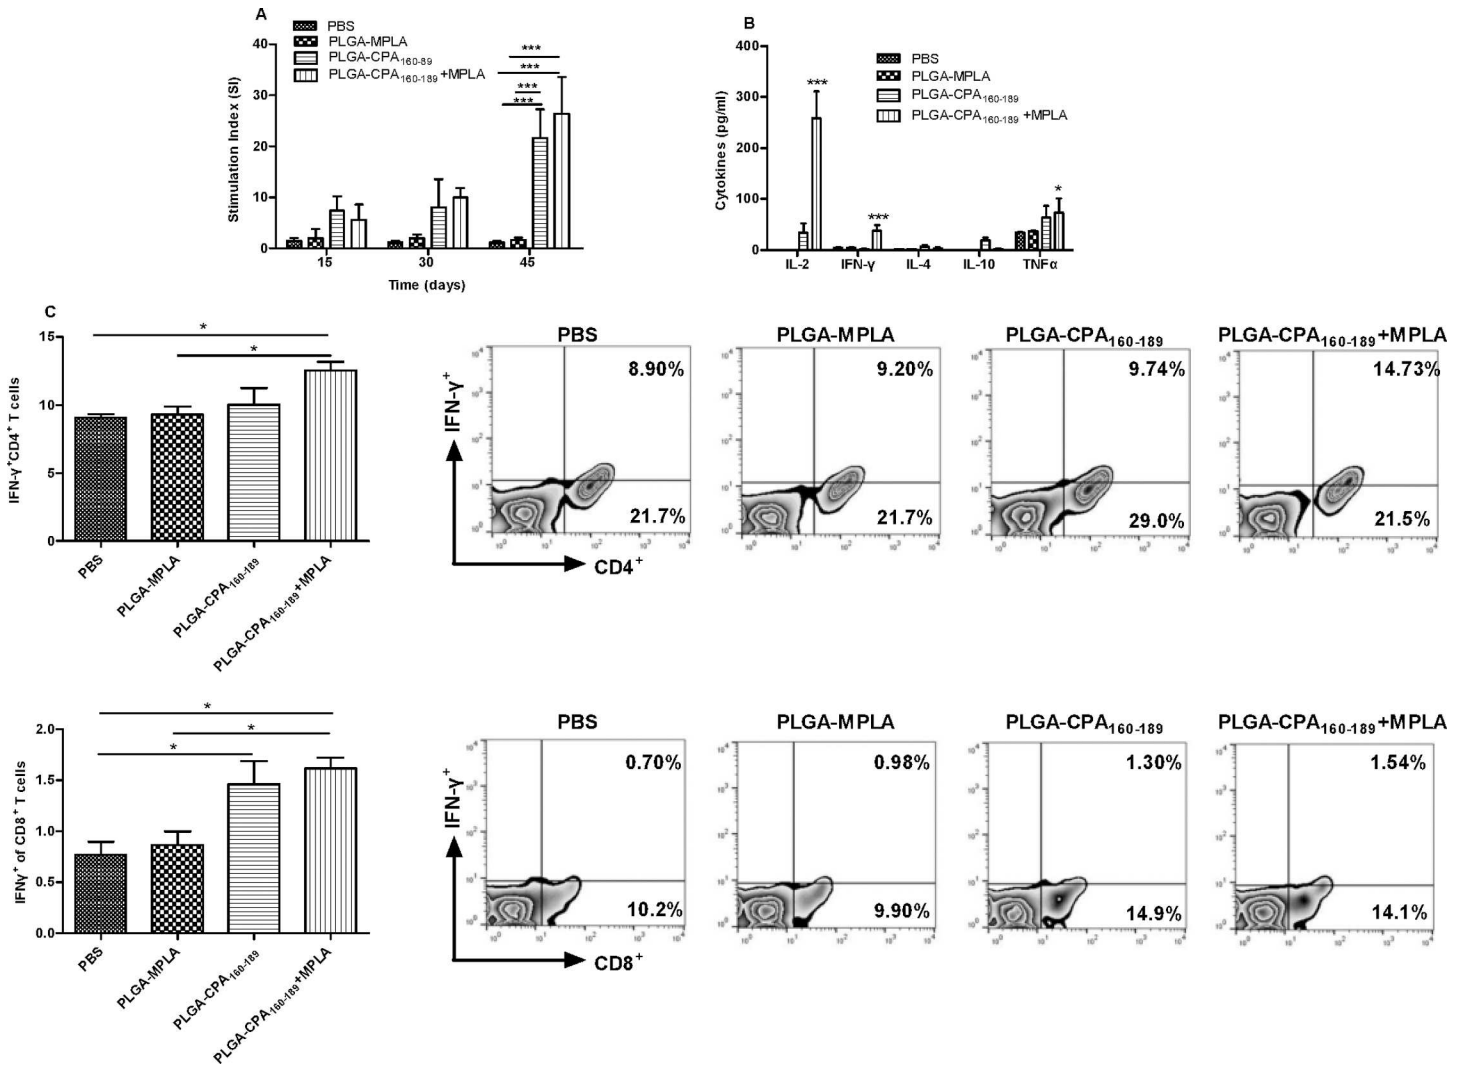 A
PBS
PLGA-MPLA
PLGA-CPA160-89
PLGA-CPA160-189 +MPLA
Stimulation Index (SI)
40
30
20
10
0
***
***
***
***
15 30 45
Time (days)
B
PBS
PLGA-MPLA
PLGA-CPA160-189
PLGA-CPA160-189 +MPLA
Cytokines (pg/ml)
400
300
200
100
0
***
***
*
IL-2 IFN-γ IL-4 IL-10 TNFα
C
IFN-γ+CD4+ T cells
15
10
5
0
*
*
PBS
PLGA-MPLA
PLGA-CPA160-189
PLGA-CPA160-189+MPLA
PBS PLGA-MPLA PLGA-CPA160-189 PLGA-CPA160-189+MPLA
IFN-γ+
8.90% 9.20% 9.74% 14.73%
21.7% 21.7% 29.0% 21.5%
CD4+
IFNγ+ of CD8+ T cells
2.0
1.5
1.0
0.5
0.0
*
*
*
PBS
PLGA-MPLA
PLGA-CPA160-189
PLGA-CPA160-189+MPLA
PBS PLGA-MPLA PLGA-CPA160-189 PLGA-CPA160-189+MPLA
IFN-γ+
0.70% 0.98% 1.30% 1.54%
10.2% 9.90% 14.9% 14.1%
CD8+